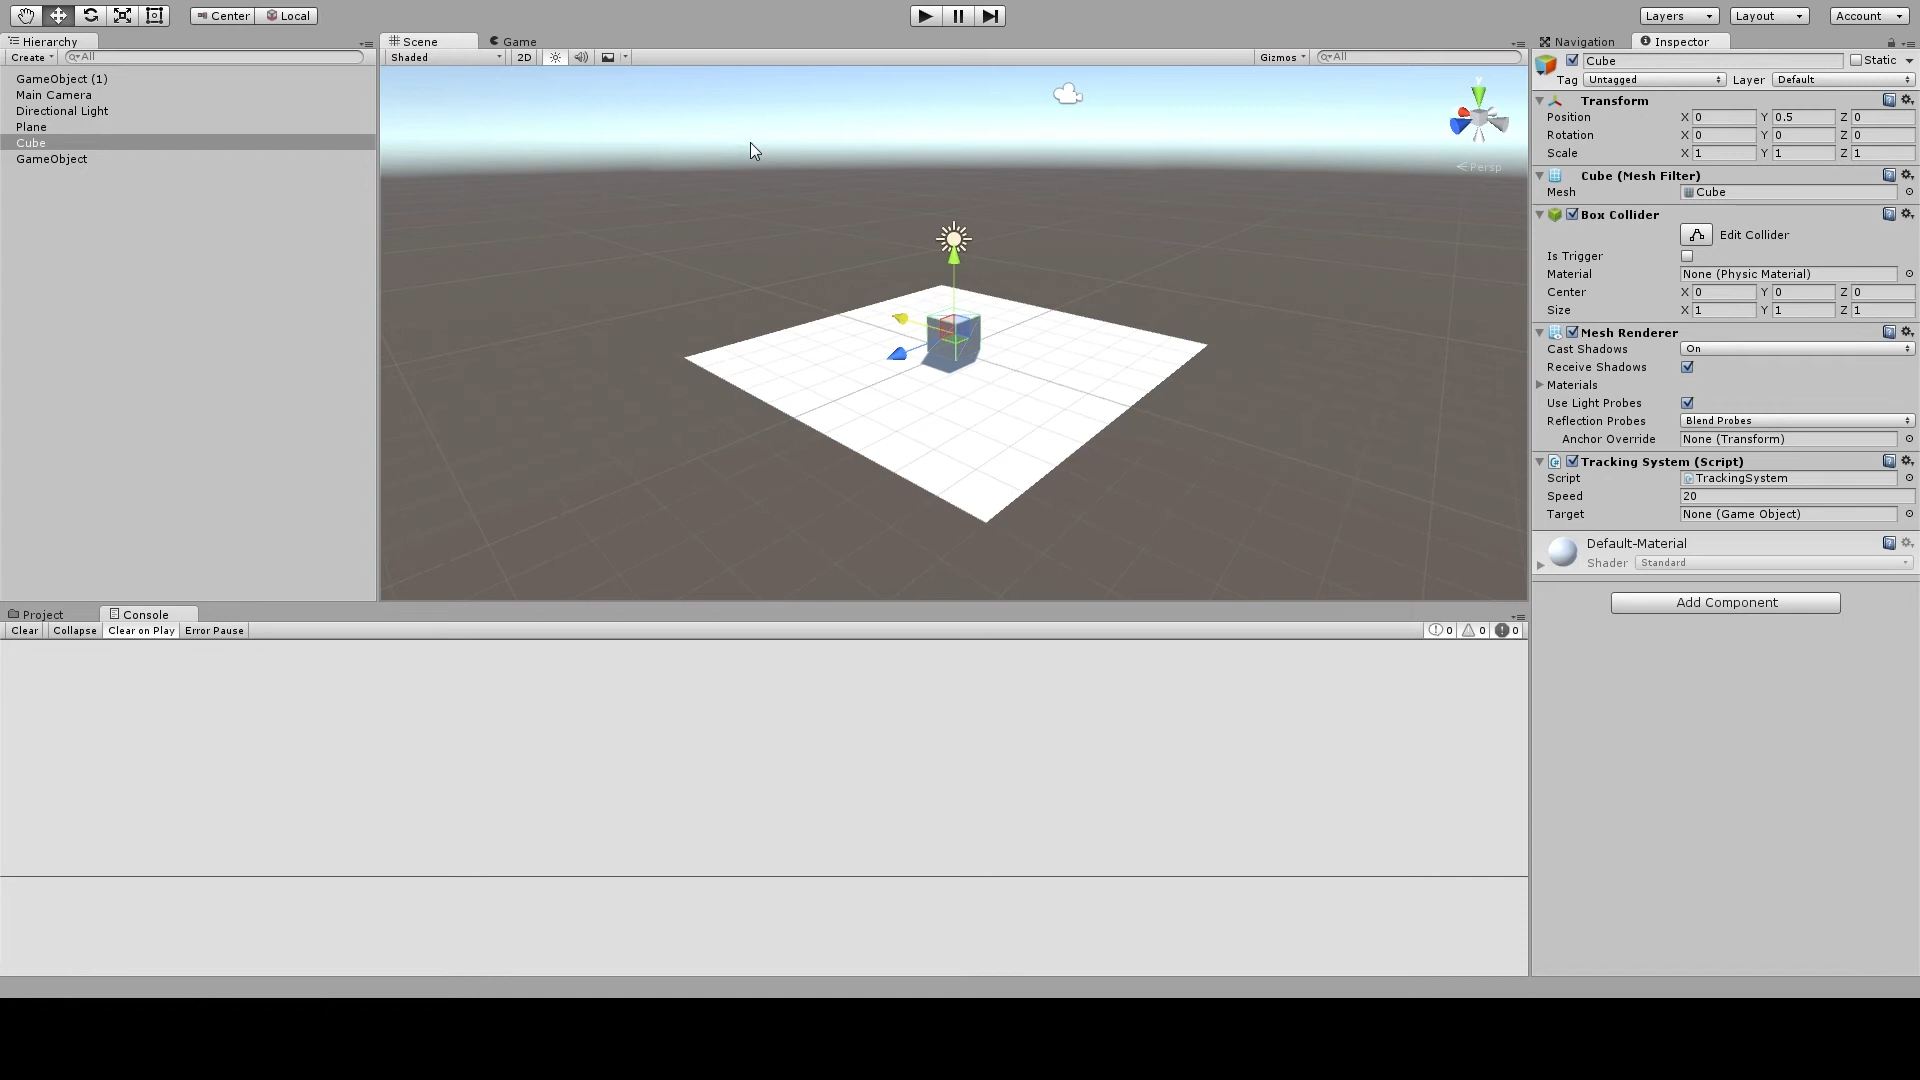 Center Local
Layers Layout Account
Hierarchy
Create All
GameObject (1)
Main Camera
Directional Light
Plane
Cube
GameObject
Scene Game
Shaded 2D Gizmos All
y
Persp
Project Console
Clear Collapse Clear on Play Error Pause 0 0 0
Navigation Inspector
Cube Static
Tag Untagged Layer Default
Transform
Position X 0 Y 0.5 Z 0
Rotation X 0 Y 0 Z 0
Scale X 1 Y 1 Z 1
Cube (Mesh Filter)
Mesh Cube
Box Collider
Edit Collider
Is Trigger
Material None (Physic Material)
Center X 0 Y 0 Z 0
Size X 1 Y 1 Z 1
Mesh Renderer
Cast Shadows On
Receive Shadows
Materials
Use Light Probes
Reflection Probes Blend Probes
Anchor Override None (Transform)
Tracking System (Script)
Script TrackingSystem
Speed 20
Target None (Game Object)
Default-Material
Shader Standard
Add Component